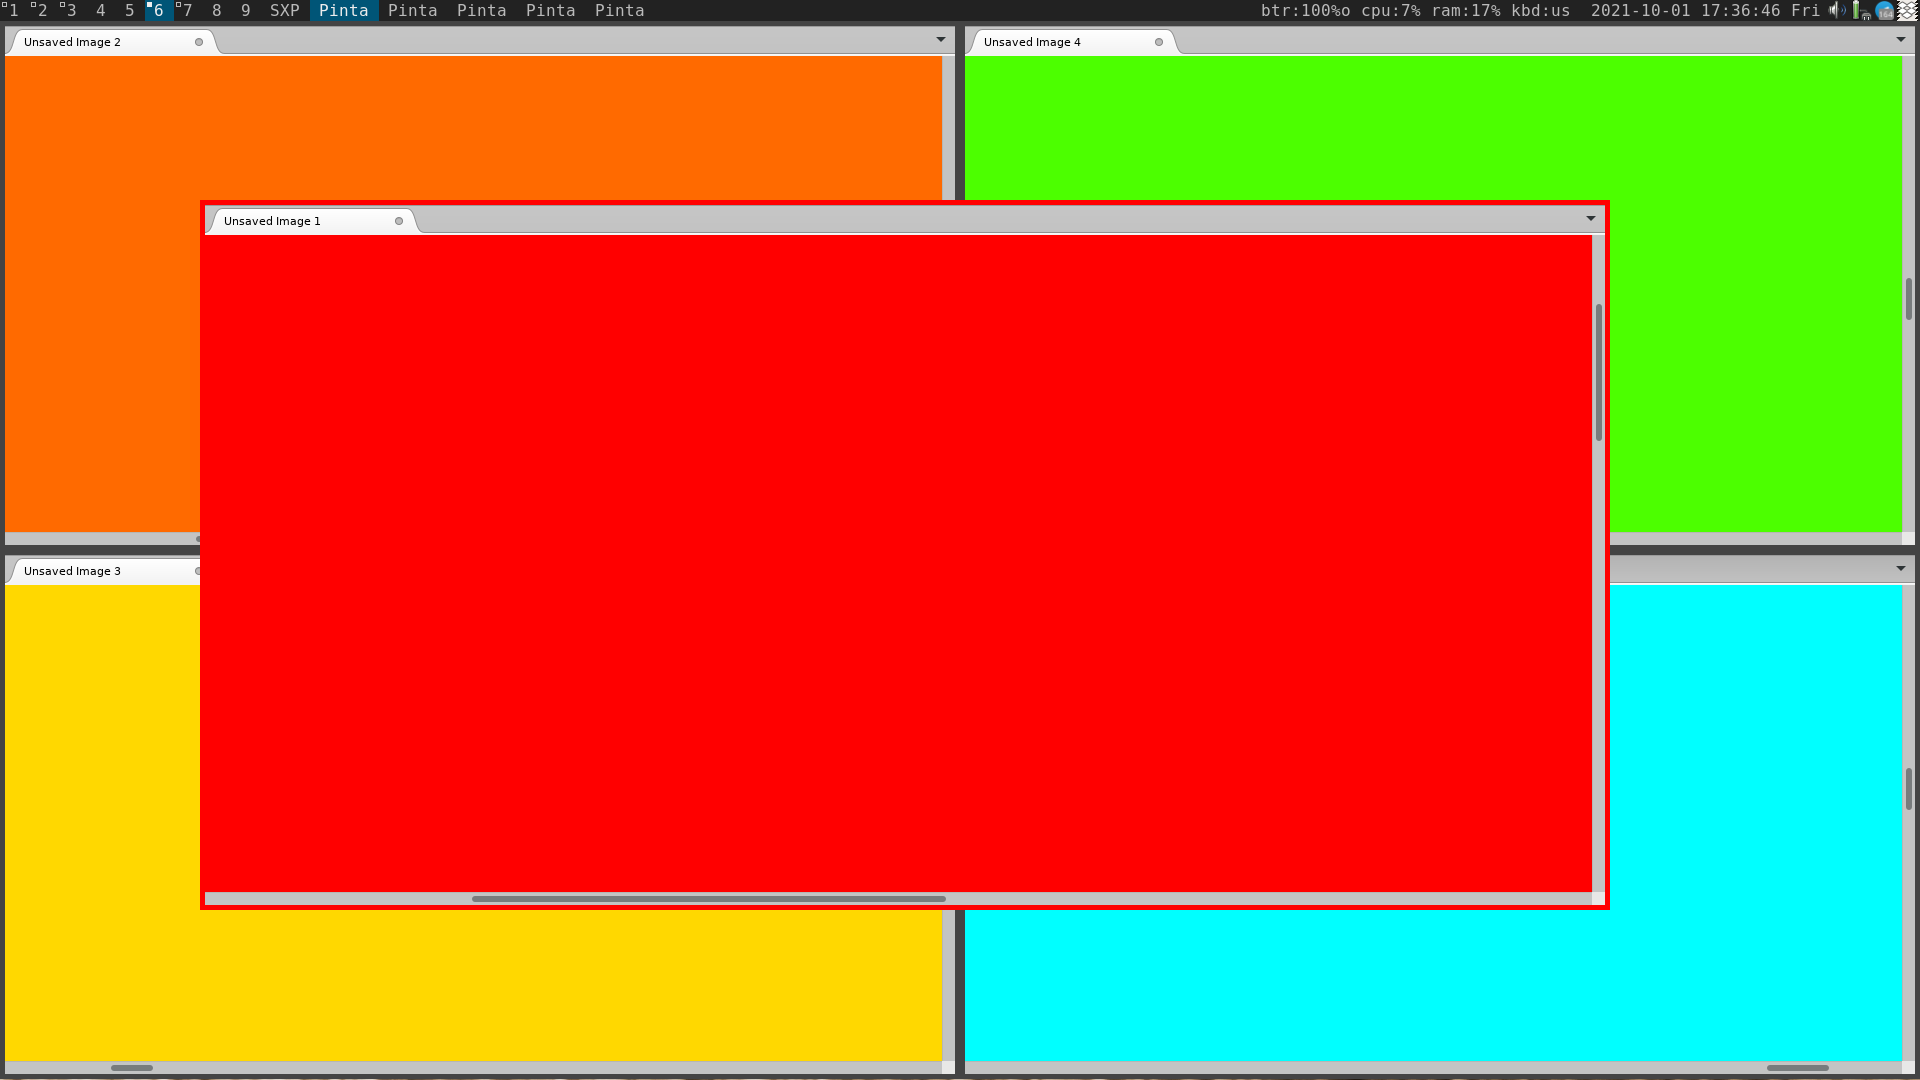 1 2 3 4 5 6 7 8 9 SXP Pinta Pinta Pinta Pinta Pinta btr:100%o cpu:7% ram:17% kbd:us 2021-10-01 17:36:46 Fri
Unsaved Image 2
Unsaved Image 4
Unsaved Image 1
Unsaved Image 3